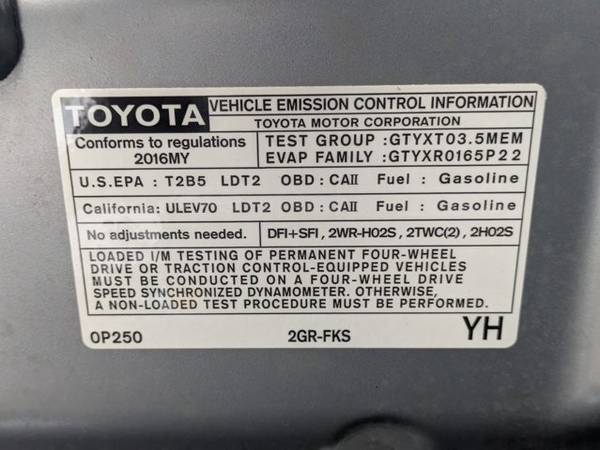 TOYOTA VEHICLE EMISSION CONTROL INFORMATION
TOYOTA MOTOR CORPORATION
Conforms to regulations
2016MY
TEST GROUP :GTYXT03.5MEM
EVAP FAMILY :GTYXR0165P22
U.S.EPA : T2B5 LDT2 OBD : CAII Fuel : Gasoline
California: ULEV70 LDT2 OBD : CAII Fuel : Gasoline
No adjustments needed. DFI+SFI , 2WR-HO2S , 2TWC(2) , 2HO2S
LOADED I/M TESTING OF PERMANENT FOUR-WHEEL
DRIVE OR TRACTION CONTROL-EQUIPPED VEHICLES
MUST BE CONDUCTED ON A FOUR-WHEEL DRIVE
SPEED SYNCHRONIZED DYNAMOMETER. OTHERWISE,
A NON-LOADED TEST PROCEDURE MUST BE PERFORMED.
0P250 2GR-FKS YH